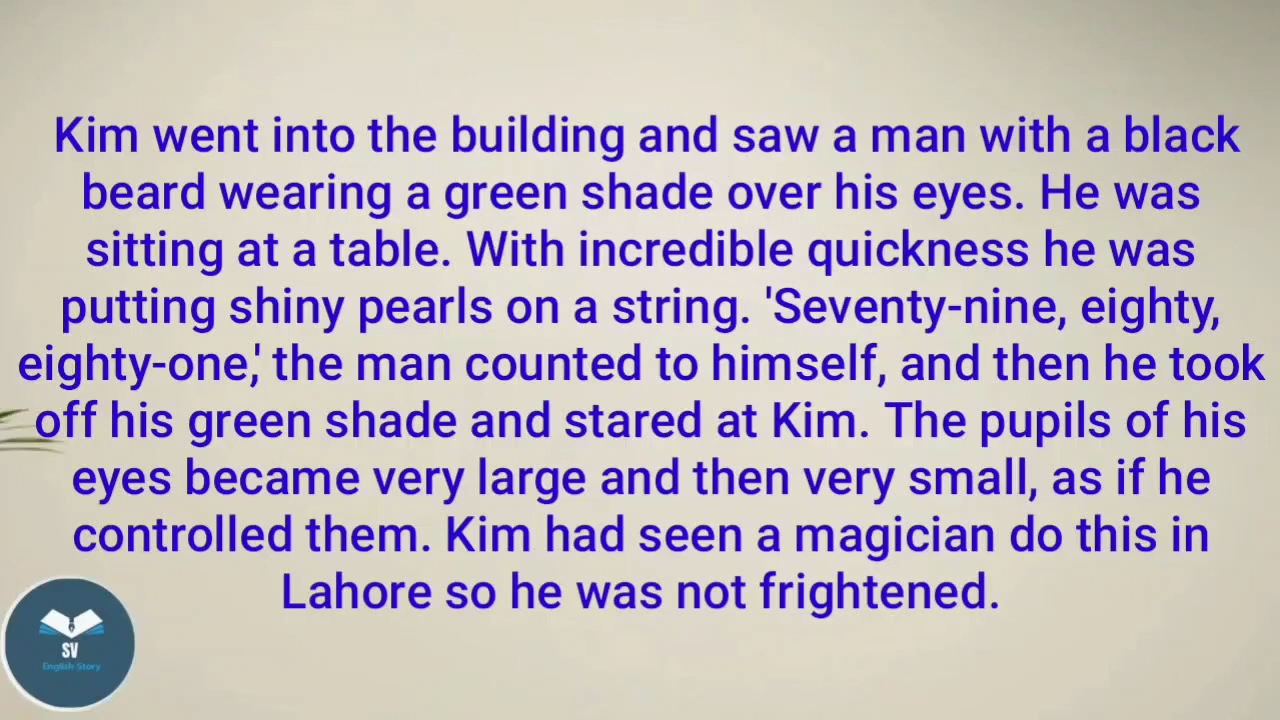 Kim went into the building and saw a man with a black
beard wearing a green shade over his eyes. He was
sitting at a table. With incredible quickness he was
putting shiny pearls on a string. 'Seventy-nine, eighty,
eighty-one,' the man counted to himself, and then he took
off his green shade and stared at Kim. The pupils of his
eyes became very large and then very small, as if he
controlled them. Kim had seen a magician do this in
Lahore so he was not frightened.
SV
English Story